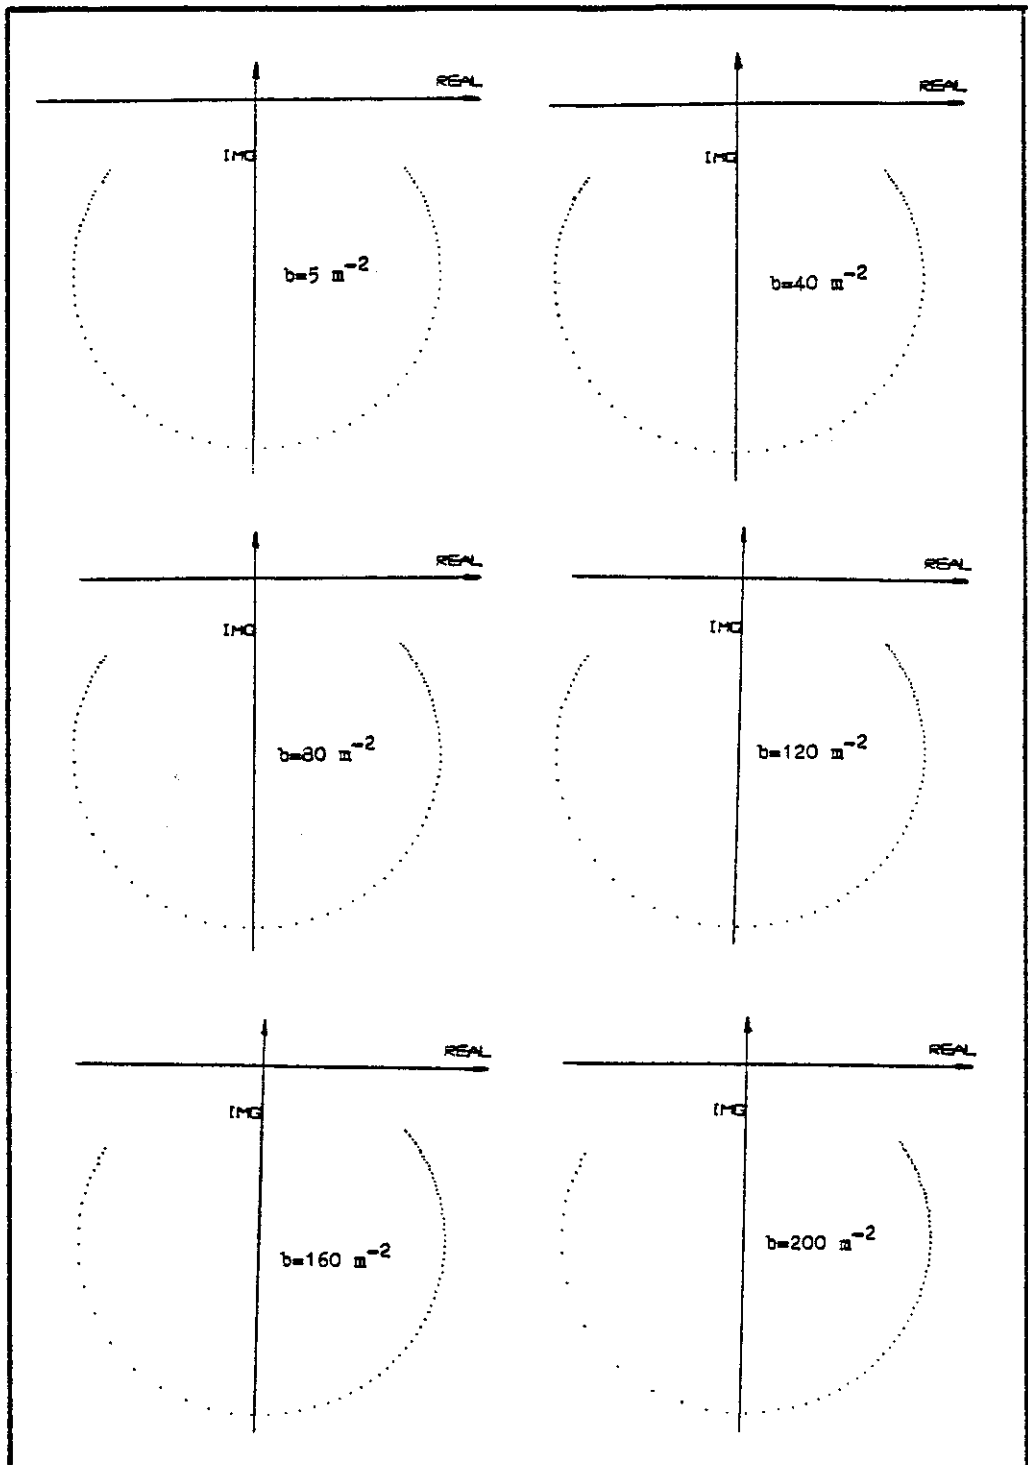 REAL
IMG
b=5 m⁻²
REAL
IMG
b=40 m⁻²
REAL
IMG
b=80 m⁻²
REAL
IMG
b=120 m⁻²
REAL
IMG
b=160 m⁻²
REAL
IMG
b=200 m⁻²